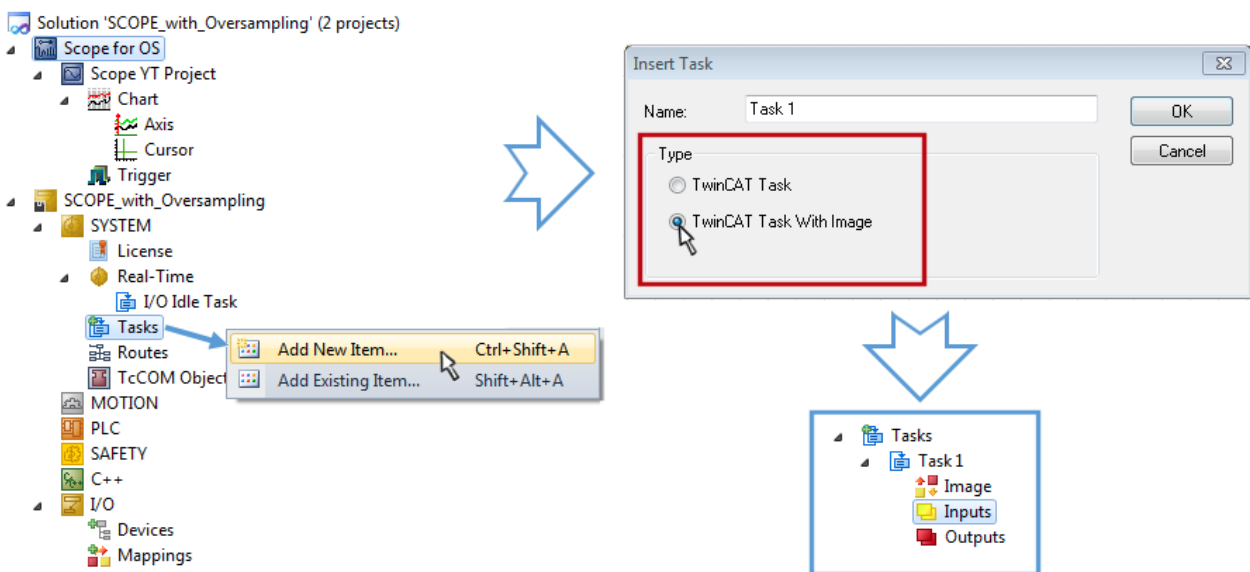 Solution 'SCOPE_with_Oversampling' (2 projects)
Scope for OS
Scope YT Project
Chart
Axis
Cursor
Trigger
SCOPE_with_Oversampling
SYSTEM
License
Real-Time
I/O Idle Task
Tasks
Routes
TcCOM Object
MOTION
PLC
SAFETY
C++
I/O
Devices
Mappings
Add New Item... Ctrl+Shift+A
Add Existing Item... Shift+Alt+A
Insert Task
Name: Task 1 OK
Type Cancel
TwinCAT Task
TwinCAT Task With Image
Tasks
Task 1
Image
Inputs
Outputs